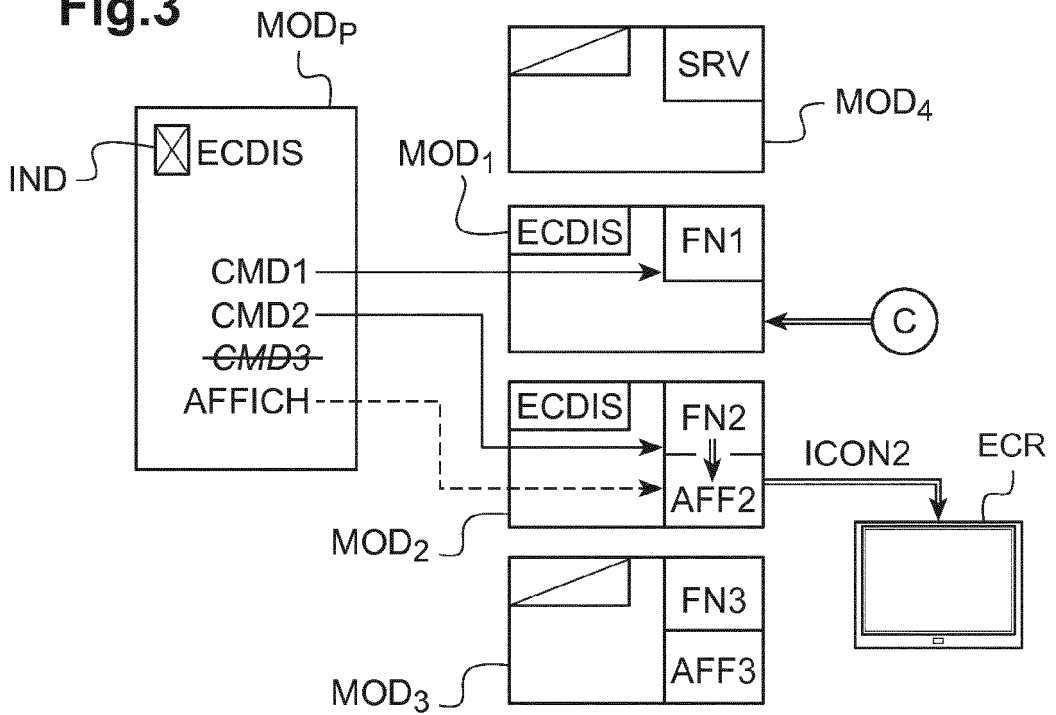 Fig.3
MODP
IND
ECDIS
CMD1
CMD2
CMD3
AFFICH
SRV
MOD4
MOD1
ECDIS
FN1
C
ECDIS
FN2
AFF2
MOD2
ICON2
ECR
FN3
AFF3
MOD3